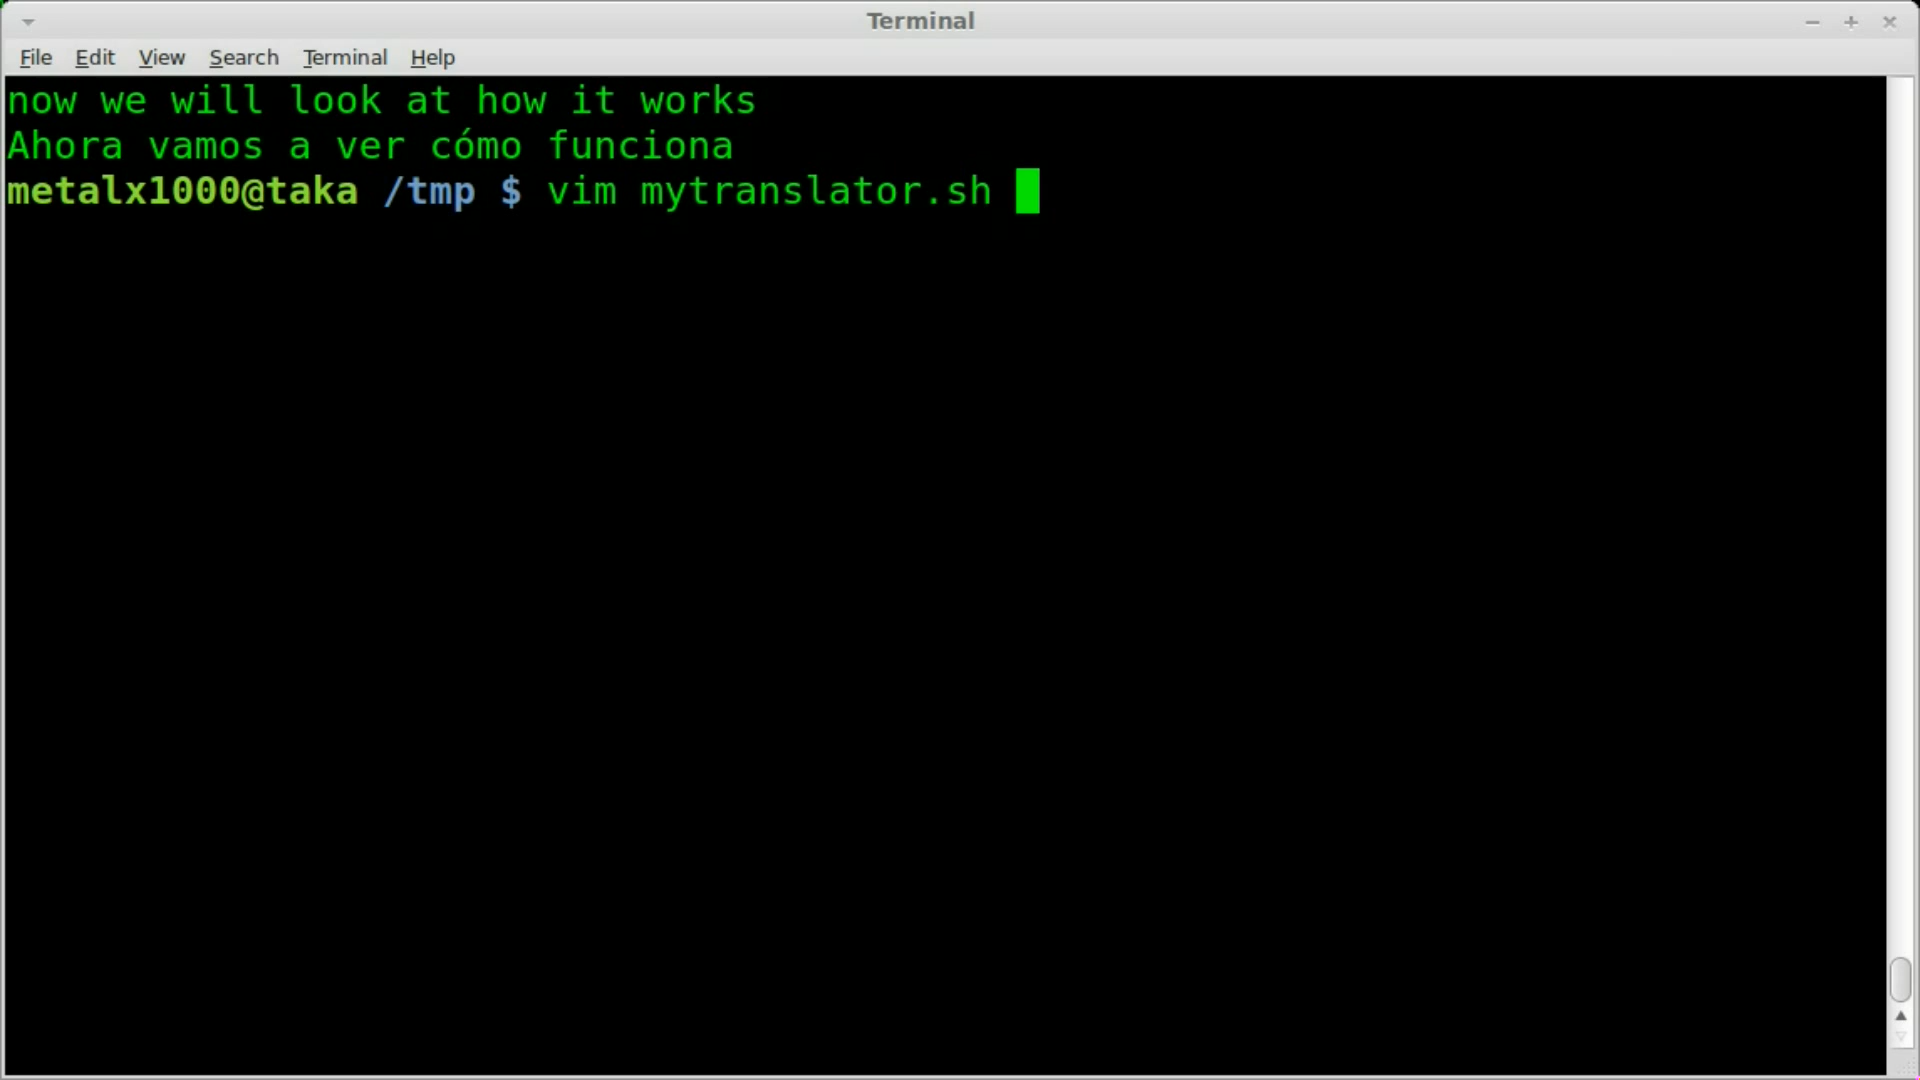 Terminal
File Edit View Search Terminal Help
now we will look at how it works
Ahora vamos a ver cómo funciona
metalx1000@taka /tmp $ vim mytranslator.sh